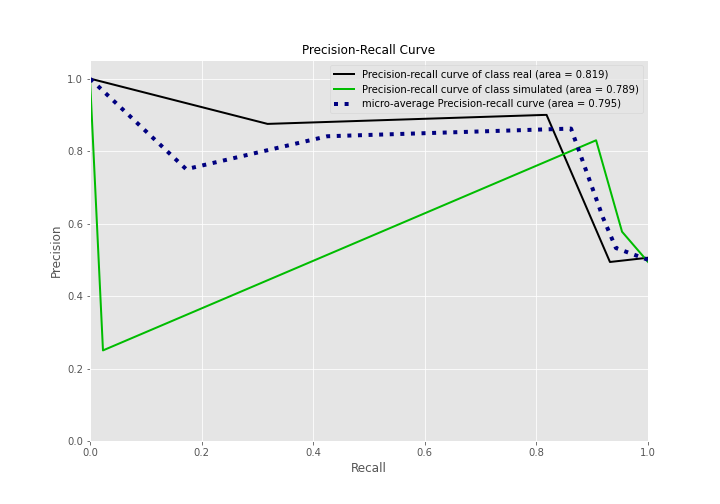 Precision-Recall Curve
Precision-recall curve of class real (area = 0.819)
Precision-recall curve of class simulated (area = 0.789)
micro-average Precision-recall curve (area = 0.795)
Precision
1.0
0.8
0.6
0.4
0.2
0.0
0.0 0.2 0.4 0.6 0.8 1.0
Recall